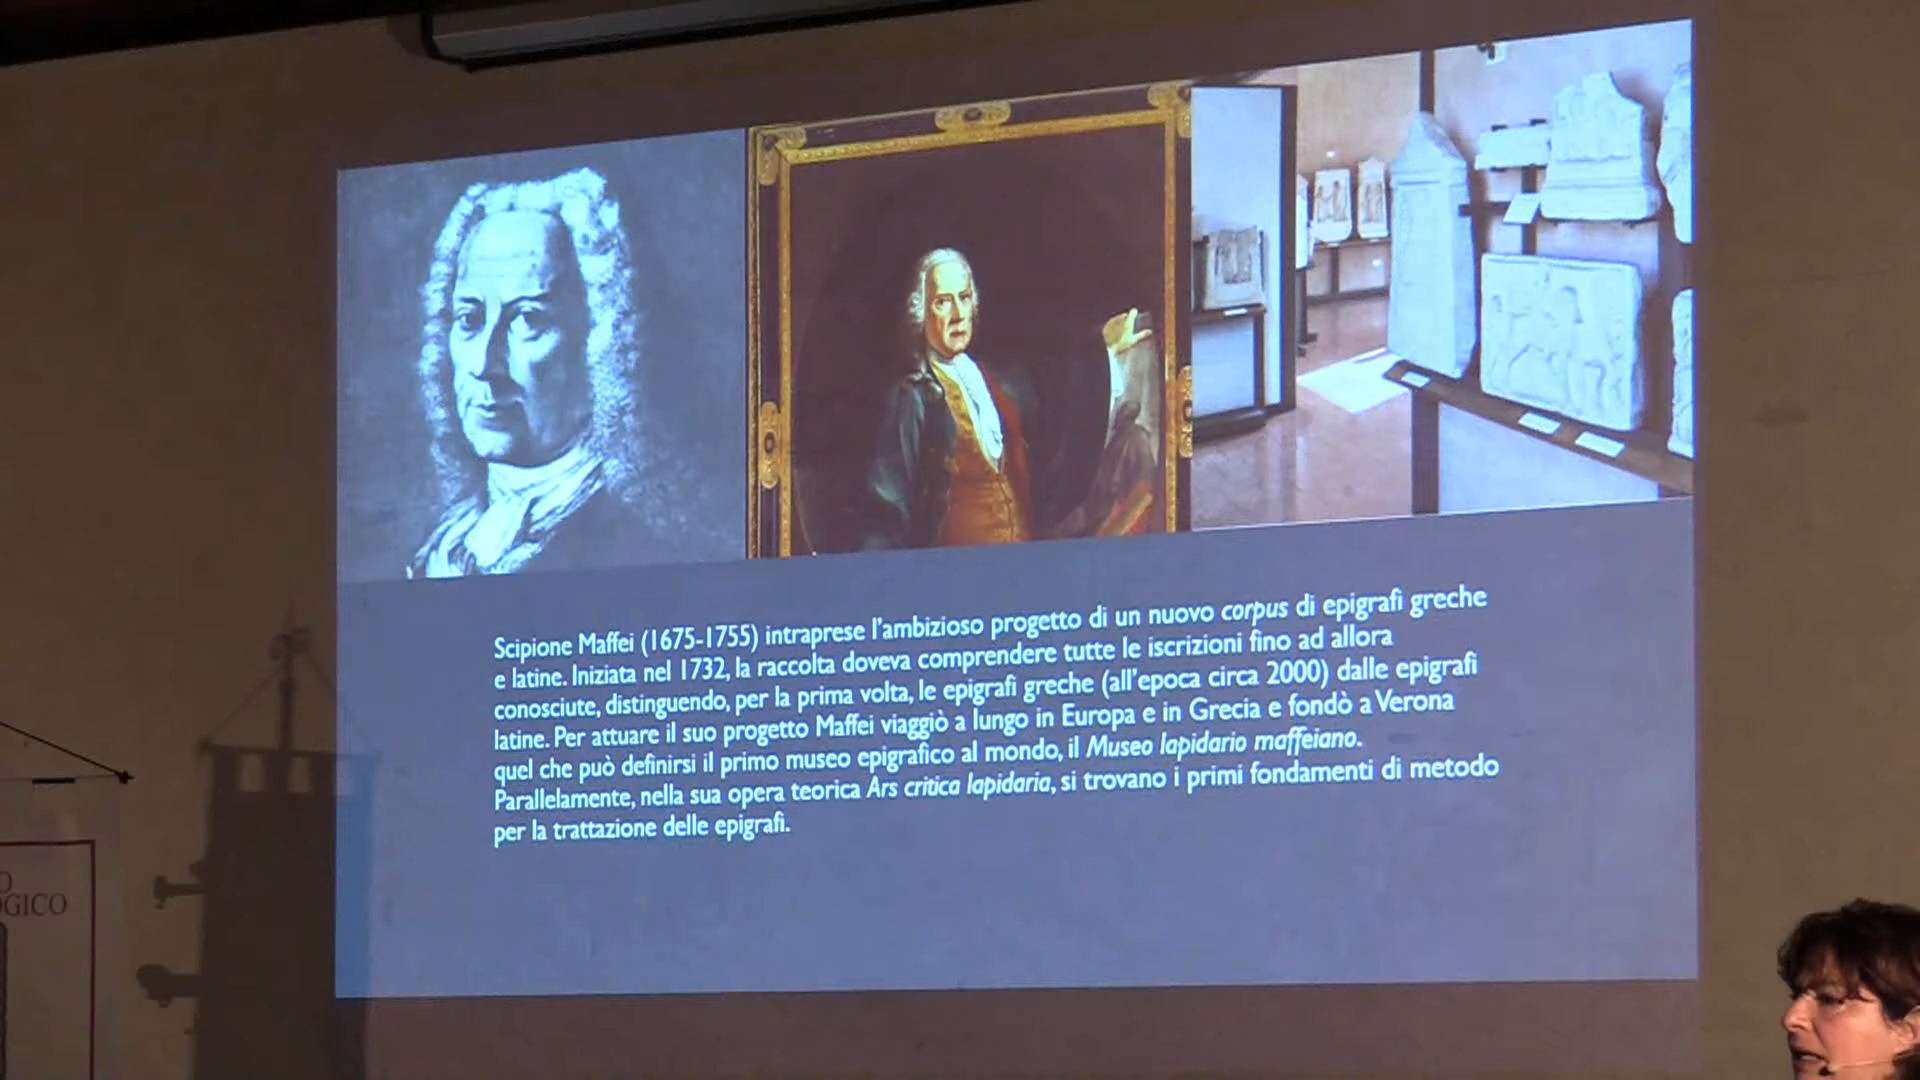 Scipione Maffei (1675-1755) intraprese l'ambizioso progetto di un nuovo corpus di epigrafi greche
e latine. Iniziata nel 1732, la raccolta doveva comprendere tutte le iscrizioni fino ad allora
conosciute, distinguendo, per la prima volta, le epigrafi greche (all'epoca circa 2000) dalle epigrafi
latine. Per attuare il suo progetto Maffei viaggiò a lungo in Europa e in Grecia e fondò a Verona
quel che può definirsi il primo museo epigrafico al mondo, il Museo lapidario maffeiano.
Parallelamente, nella sua opera teorica Ars critica lapidaria, si trovano i primi fondamenti di metodo
per la trattazione delle epigrafi.
O
OGICO